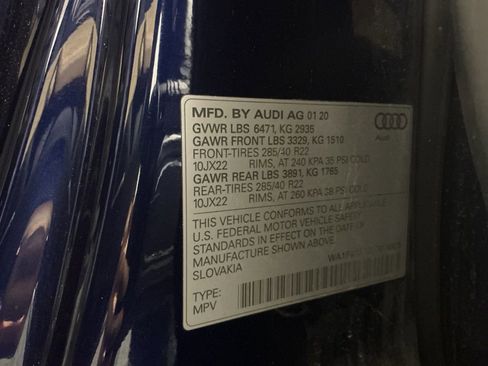 MFD. BY AUDI AG 01 20
GVWR LBS 6471, KG 2935
GAWR FRONT LBS 3329, KG 1510
FRONT-TIRES 285/40 R22
10JX22 RIMS, AT 240 KPA 35 PSI COLD
GAWR REAR LBS 3891, KG 1765
REAR-TIRES 285/40 R22
10JX22 RIMS, AT 260 KPA 38 PSI COLD
THIS VEHICLE CONFORMS TO ALL APPLICABLE
U.S. FEDERAL MOTOR VEHICLE SAFETY
STANDARDS IN EFFECT ON THE DATE OF
MANUFACTURE SHOWN ABOVE.
SLOVAKIA
TYPE:
MPV
Audi